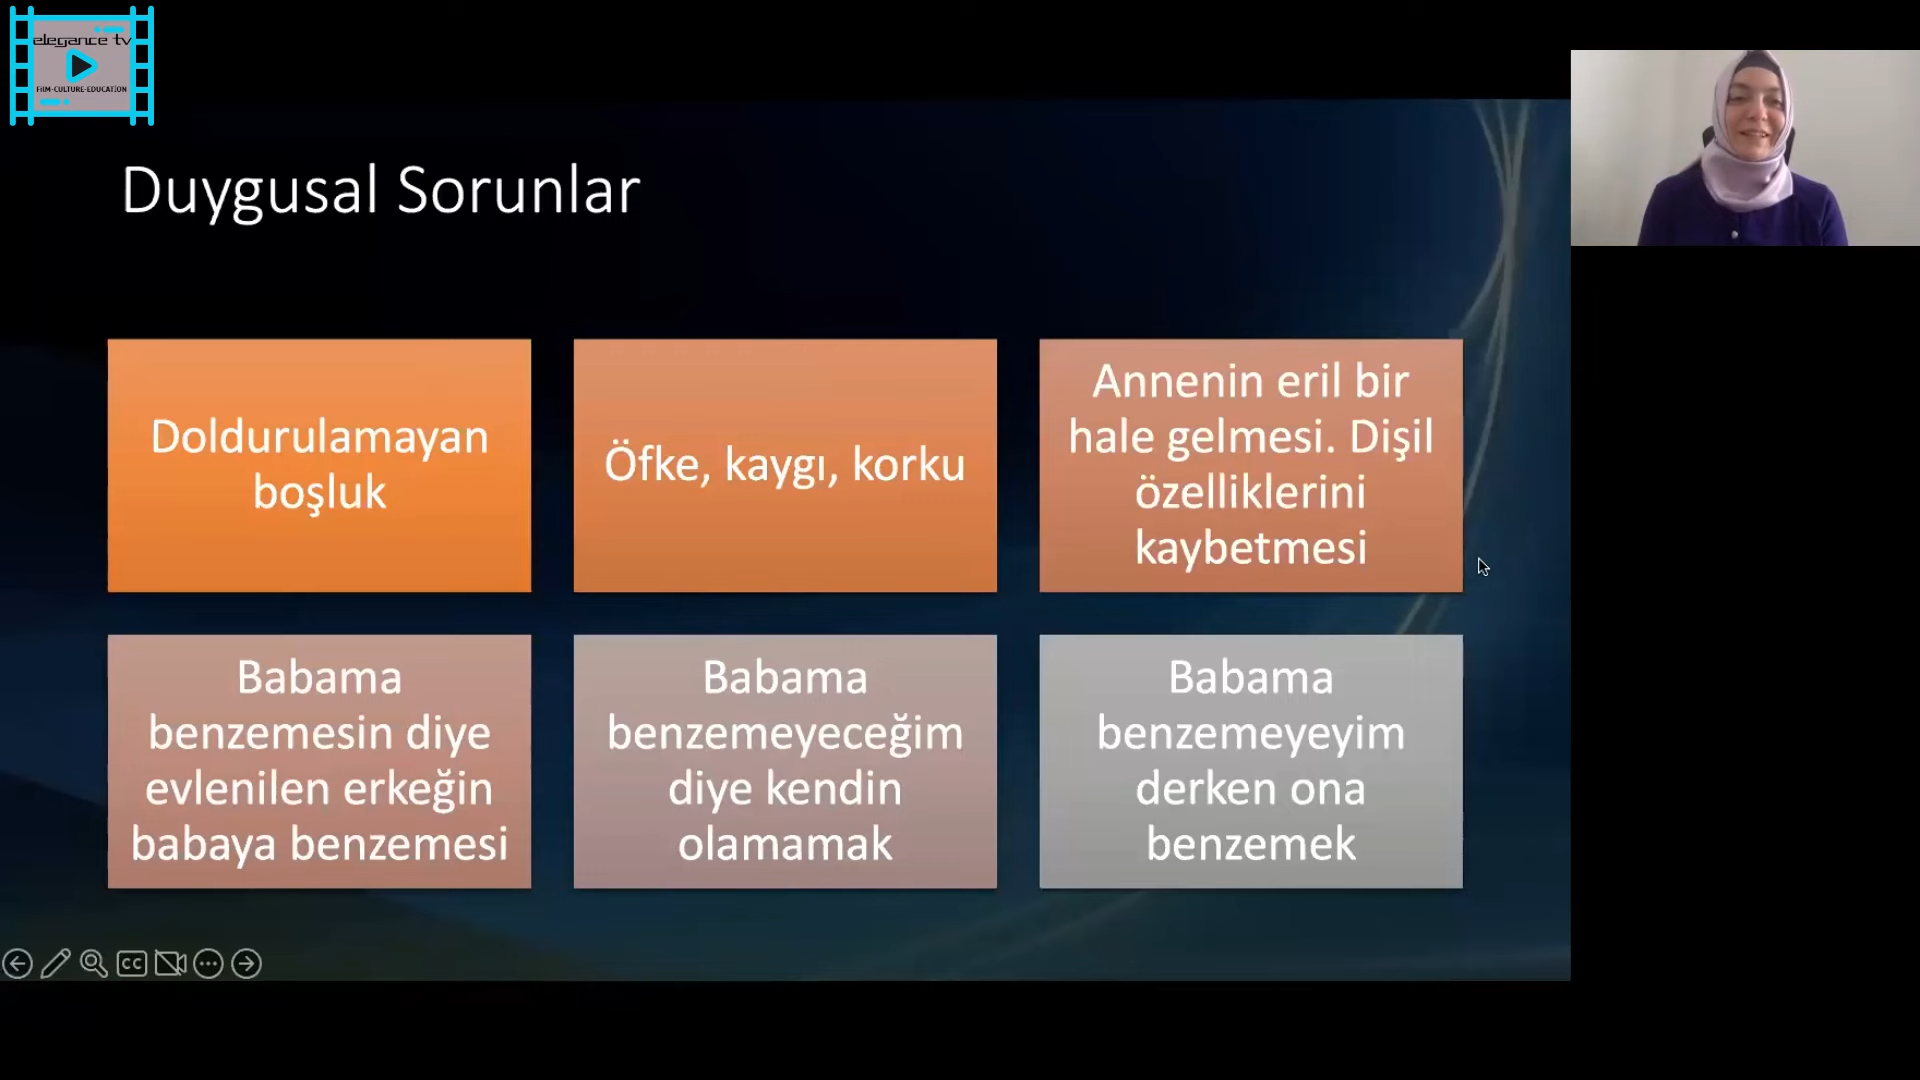 elegance tv
FILM-CULTURE-EDUCATION
Duygusal Sorunlar
Doldurulamayan
boşluk
Öfke, kaygı, korku
Annenin eril bir
hale gelmesi. Dişil
özelliklerini
kaybetmesi
Babama
benzemesin diye
evlenilen erkeğin
babaya benzemesi
Babama
benzemeyeceğim
diye kendin
olamamak
Babama
benzemeyeyim
derken ona
benzemek
CC